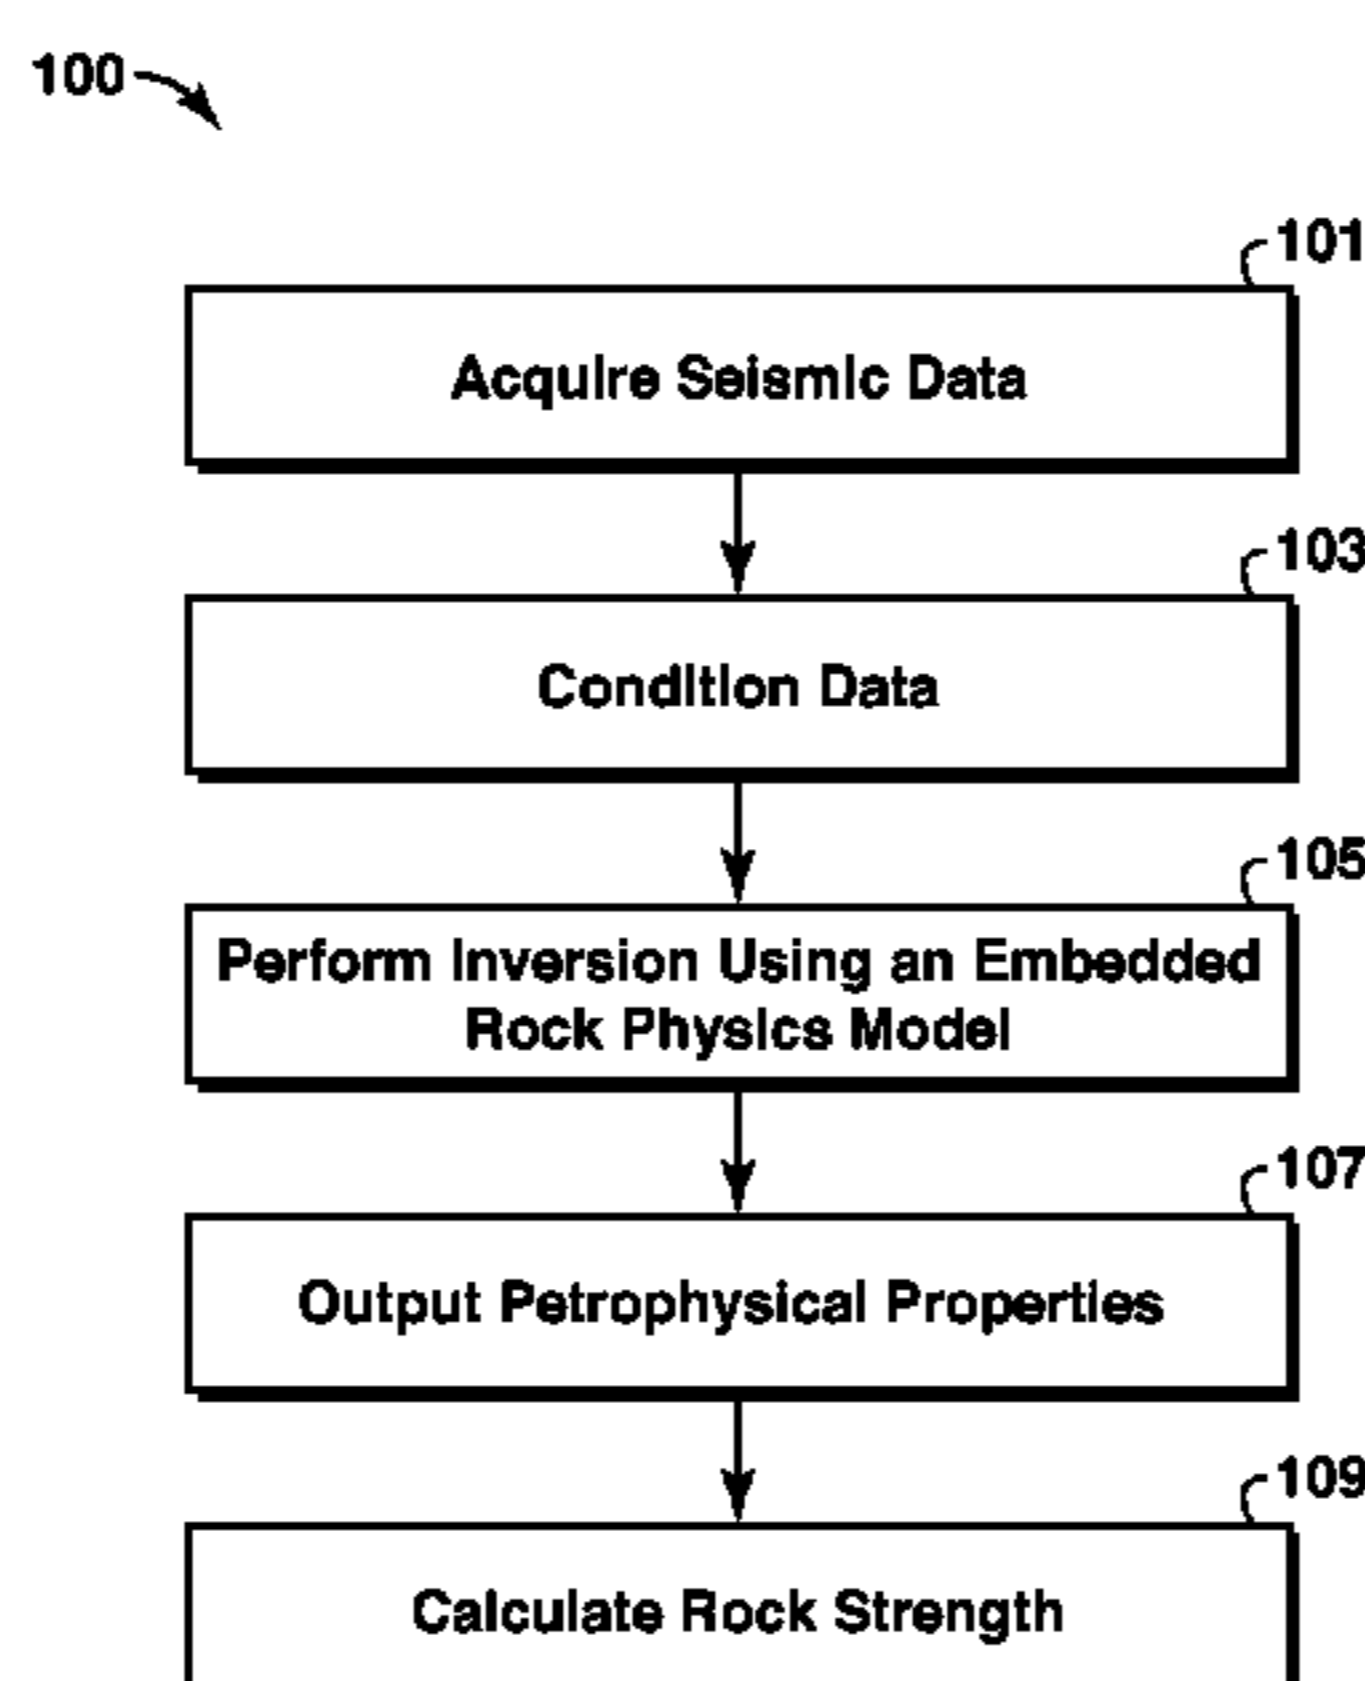 100
101
Acquire Seismic Data
103
Condition Data
105
Perform Inversion Using an Embedded
Rock Physics Model
107
Output Petrophysical Properties
109
Calculate Rock Strength